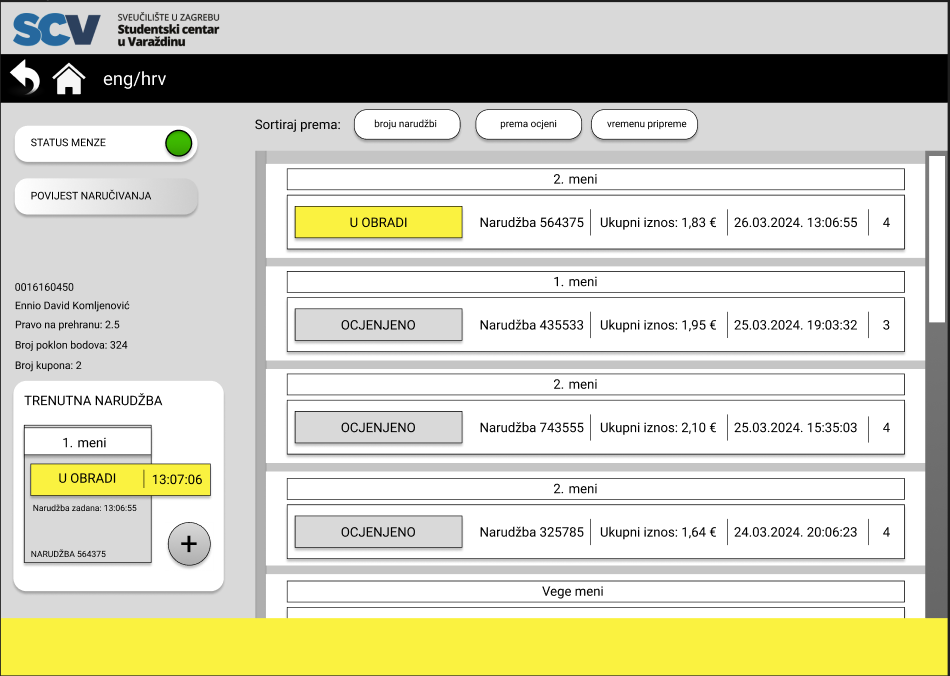 SCV
SVEUČILIŠTE U ZAGREBU
Studentski centar
u Varaždinu
eng/hrv
STATUS MENZE
POVIJEST NARUČIVANJA
0016160450
Ennio David Komljenović
Pravo na prehranu: 2.5
Broj poklon bodova: 324
Broj kupona: 2
TRENUTNA NARUDŽBA
1. meni
U OBRADI 13:07:06
Narudžba zadana: 13:06:55
NARUDŽBA 564375
+
Sortiraj prema: broju narudžbi prema ocjeni vremenu pripreme
2. meni
U OBRADI Narudžba 564375 Ukupni iznos: 1,83 € 26.03.2024. 13:06:55 4
1. meni
OCJENJENO Narudžba 435533 Ukupni iznos: 1,95 € 25.03.2024. 19:03:32 3
2. meni
OCJENJENO Narudžba 743555 Ukupni iznos: 2,10 € 25.03.2024. 15:35:03 4
2. meni
OCJENJENO Narudžba 325785 Ukupni iznos: 1,64 € 24.03.2024. 20:06:23 4
Vege meni